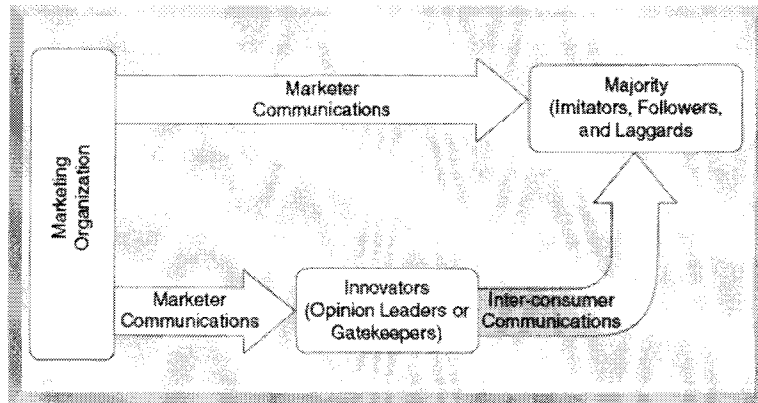 Marketing
Organization
Marketer
Communications
Majority
(Imitators, Followers,
and Laggards
Marketer
Communications
Innovators
(Opinion Leaders or
Gatekeepers)
Inter-consumer
Communications